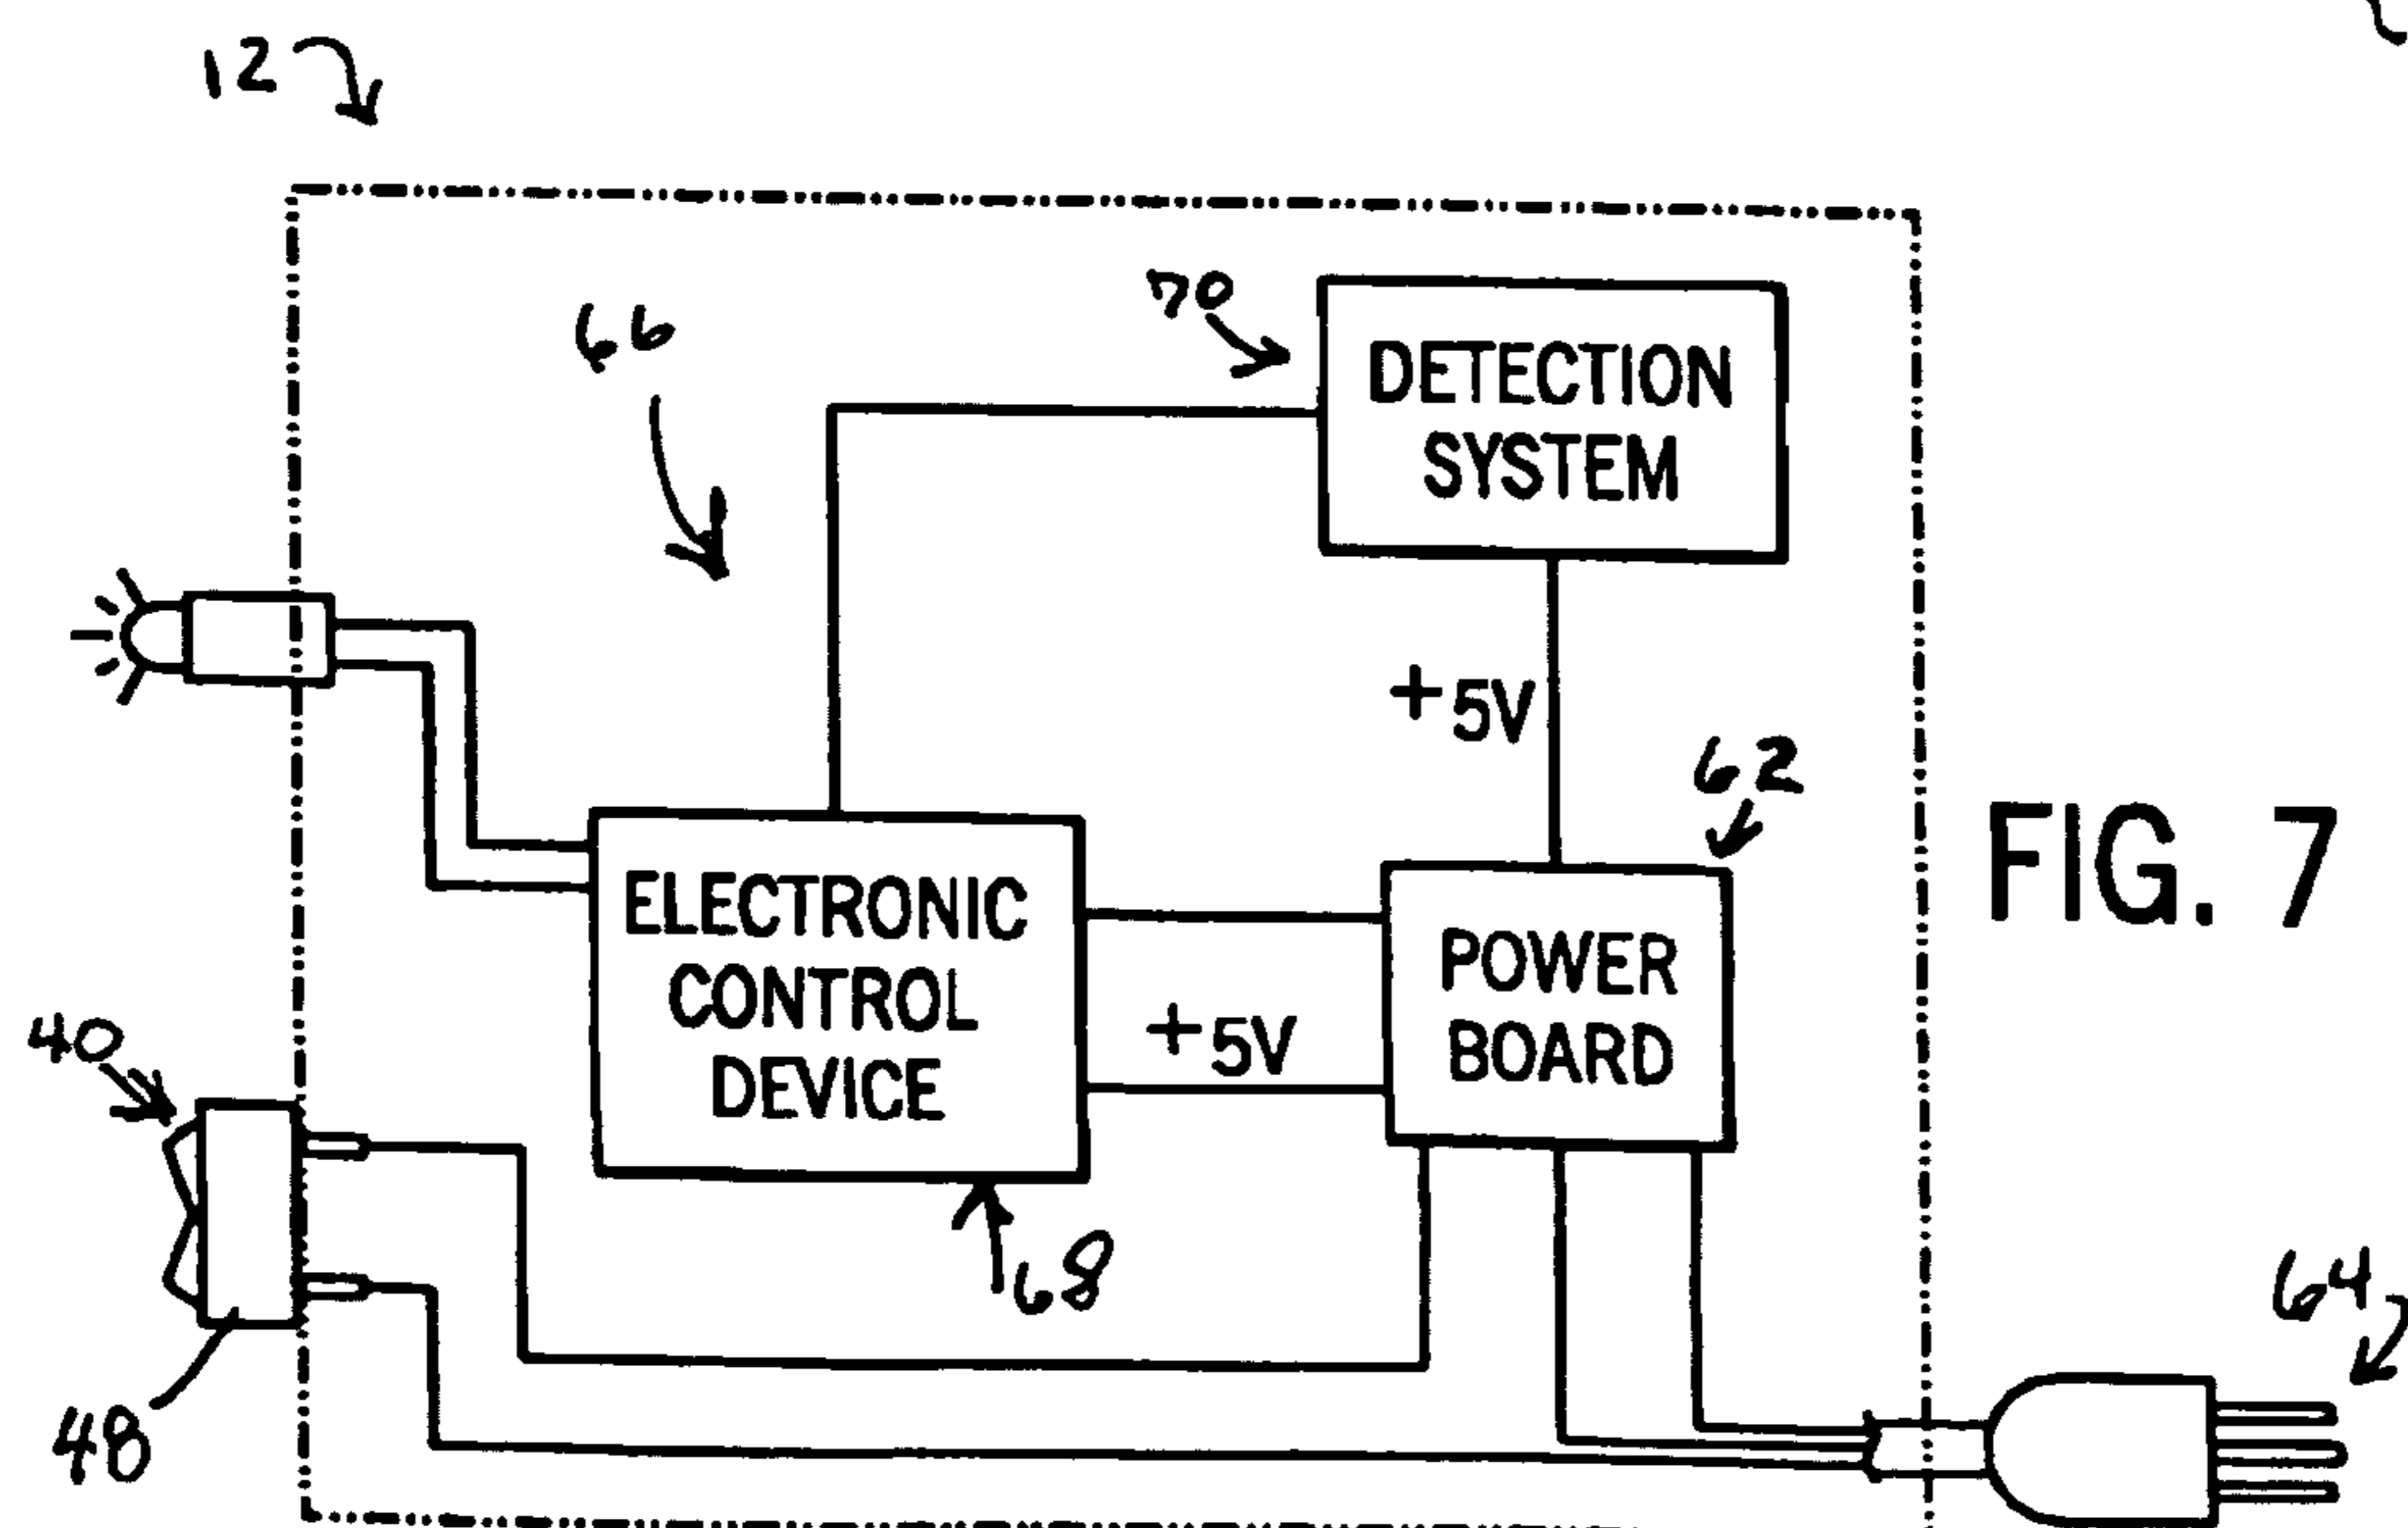 12
70
66
DETECTION
SYSTEM
+5V
62
FIG. 7
ELECTRONIC
CONTROL
DEVICE
POWER
BOARD
+5V
40
68
64
48